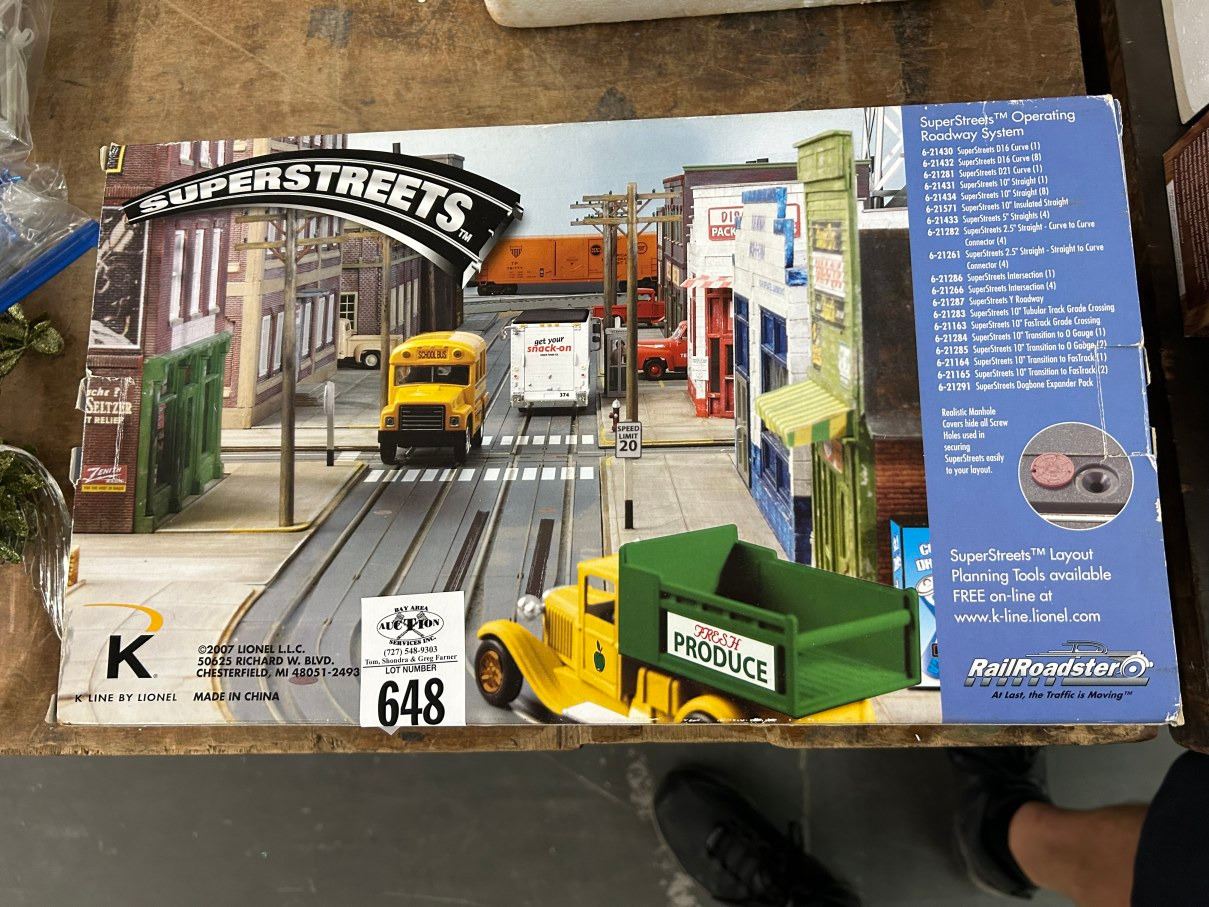 SUPERSTREETS™
SuperStreets™ Operating
Roadway System
6-21430 SuperStreets D16 Curve (1)
6-21432 SuperStreets D16 Curve (8)
6-21281 SuperStreets D21 Curve (1)
6-21431 SuperStreets 10" Straight (1)
6-21434 SuperStreets 10" Straight (8)
6-21571 SuperStreets 10" Insulated Straight
6-21433 SuperStreets 5" Straights (4)
6-21282 SuperStreets 2.5" Straight - Curve to Curve
Connector (4)
6-21261 SuperStreets 2.5" Straight - Straight to Curve
Connector (4)
6-21286 SuperStreets Intersection (1)
6-21266 SuperStreets Intersection (4)
6-21287 SuperStreets Y Roadway
6-21283 SuperStreets 10" Tubular Track Grade Crossing
6-21163 SuperStreets 10" FasTrack Grade Crossing
6-21284 SuperStreets 10" Transition to O Gauge (1)
6-21285 SuperStreets 10" Transition to O Gauge (2)
6-21164 SuperStreets 10" Transition to FasTrack (1)
6-21165 SuperStreets 10" Transition to FasTrack (2)
6-21291 SuperStreets Dogbone Expander Pack
Realistic Manhole
Covers hide all Screw
Holes used in
securing
SuperStreets easily
to your layout.
SuperStreets™ Layout
Planning Tools available
FREE on-line at
www.k-line.lionel.com
RailRoadster
At Last, the Traffic is Moving™
DIS
PACK
SCHOOL BUS
get your
snack-on
374
SPEED
LIMIT
20
SELTZER
T RELIEF
ZENITH
FRESH
PRODUCE
K
K LINE BY LIONEL
©2007 LIONEL L.L.C.
50625 RICHARD W. BLVD.
CHESTERFIELD, MI 48051-2493
MADE IN CHINA
BAY AREA
AUCTION
SERVICES INC.
(727) 548-9303
Tom, Shondra & Greg Farner
LOT NUMBER
648